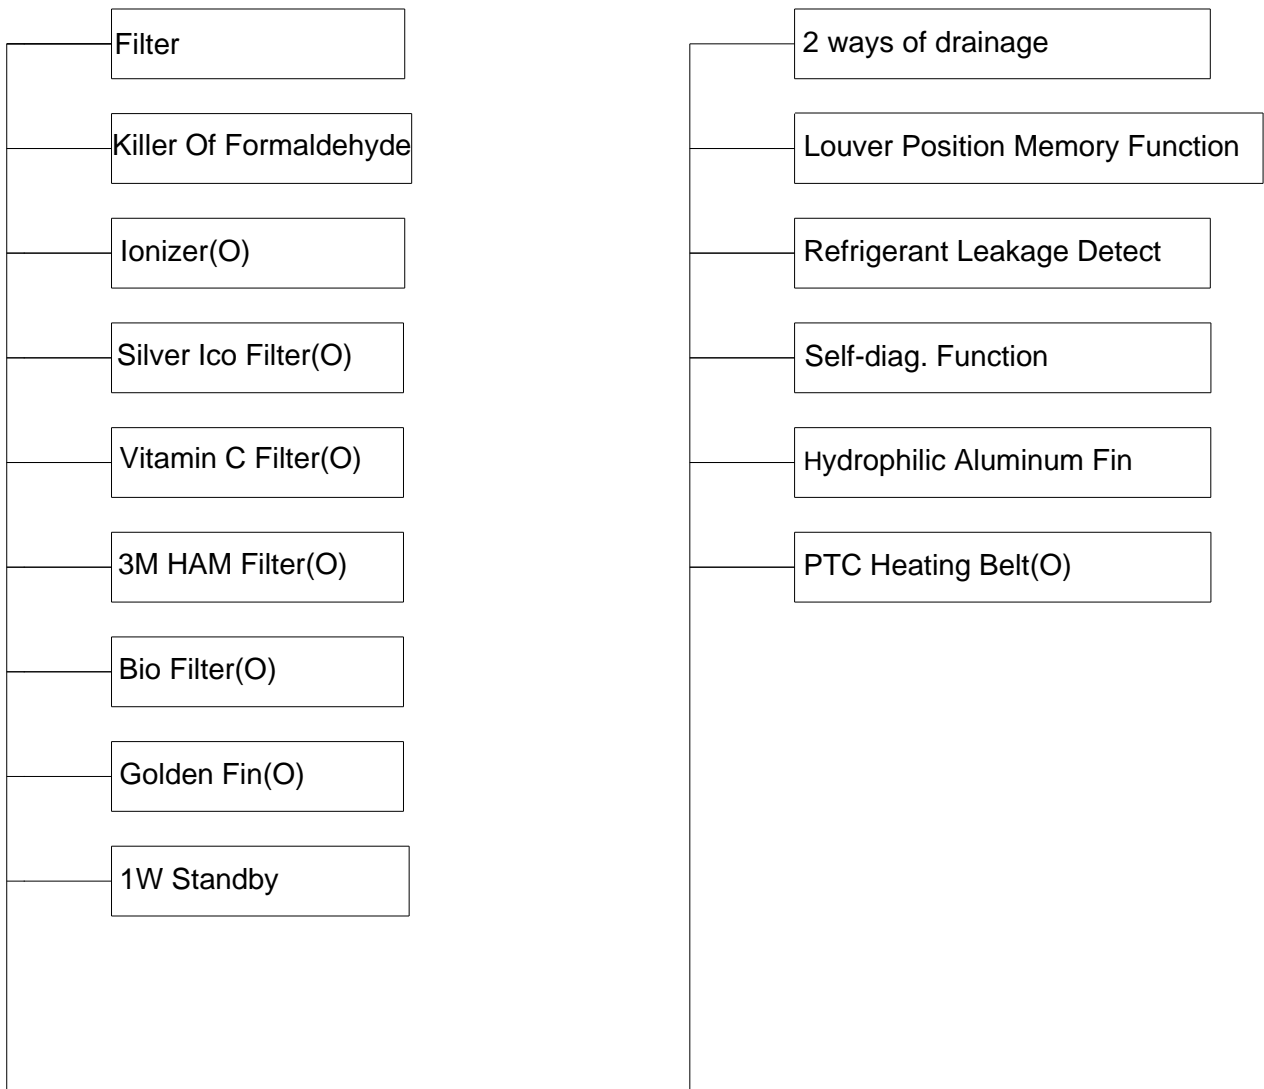 Filter
Killer Of Formaldehyde
Ionizer(O)
Silver Ico Filter(O)
Vitamin C Filter(O)
3M HAM Filter(O)
Bio Filter(O)
Golden Fin(O)
1W Standby
2 ways of drainage
Louver Position Memory Function
Refrigerant Leakage Detect
Self-diag. Function
Hydrophilic Aluminum Fin
PTC Heating Belt(O)